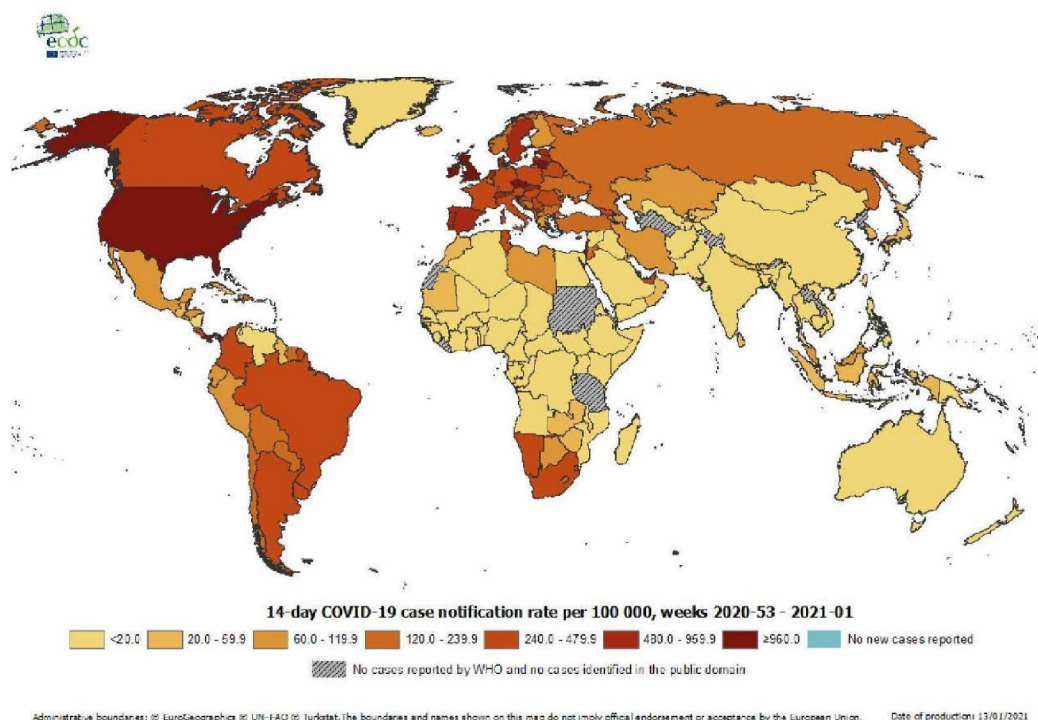 ecdc
14-day COVID-19 case notification rate per 100 000, weeks 2020-53 - 2021-01
<20.0 20.0 - 59.9 60.0 - 119.9 120.0 - 239.9 240.0 - 479.9 480.0 - 959.9 ≥960.0 No new cases reported
No cases reported by WHO and no cases identified in the public domain
Administrative boundaries: © EuroGeographics © UN-FAO © Turkstat.The boundaries and names shown on this map do not imply official endorsement or acceptance by the European Union. Date of production: 13/01/2021